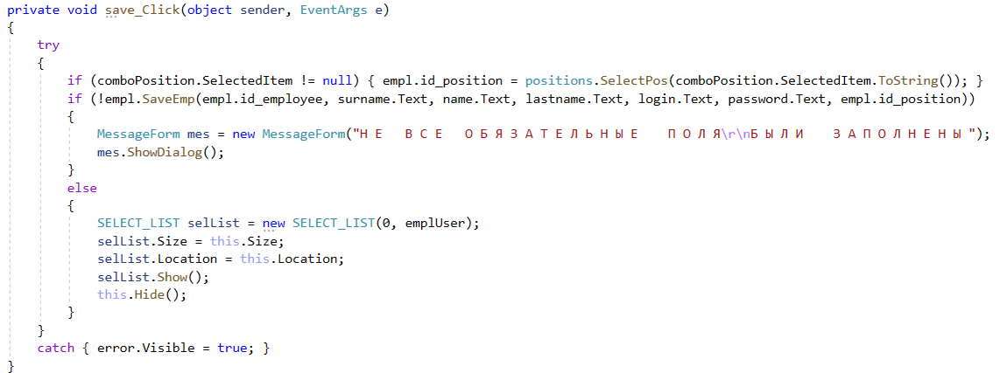 private void save_Click(object sender, EventArgs e)
{
    try
    {
        if (comboPosition.SelectedItem != null) { empl.id_position = positions.SelectPos(comboPosition.SelectedItem.ToString()); }
        if (!empl.SaveEmp(empl.id_employee, surname.Text, name.Text, lastname.Text, login.Text, password.Text, empl.id_position))
        {
            MessageForm mes = new MessageForm("Н Е   В С Е   О Б Я З А Т Е Л Ь Н Ы Е   П О Л Я\r\nБ Ы Л И   З А П О Л Н Е Н Ы");
            mes.ShowDialog();
        }
        else
        {
            SELECT_LIST selList = new SELECT_LIST(0, emplUser);
            selList.Size = this.Size;
            selList.Location = this.Location;
            selList.Show();
            this.Hide();
        }
    }
    catch { error.Visible = true; }
}